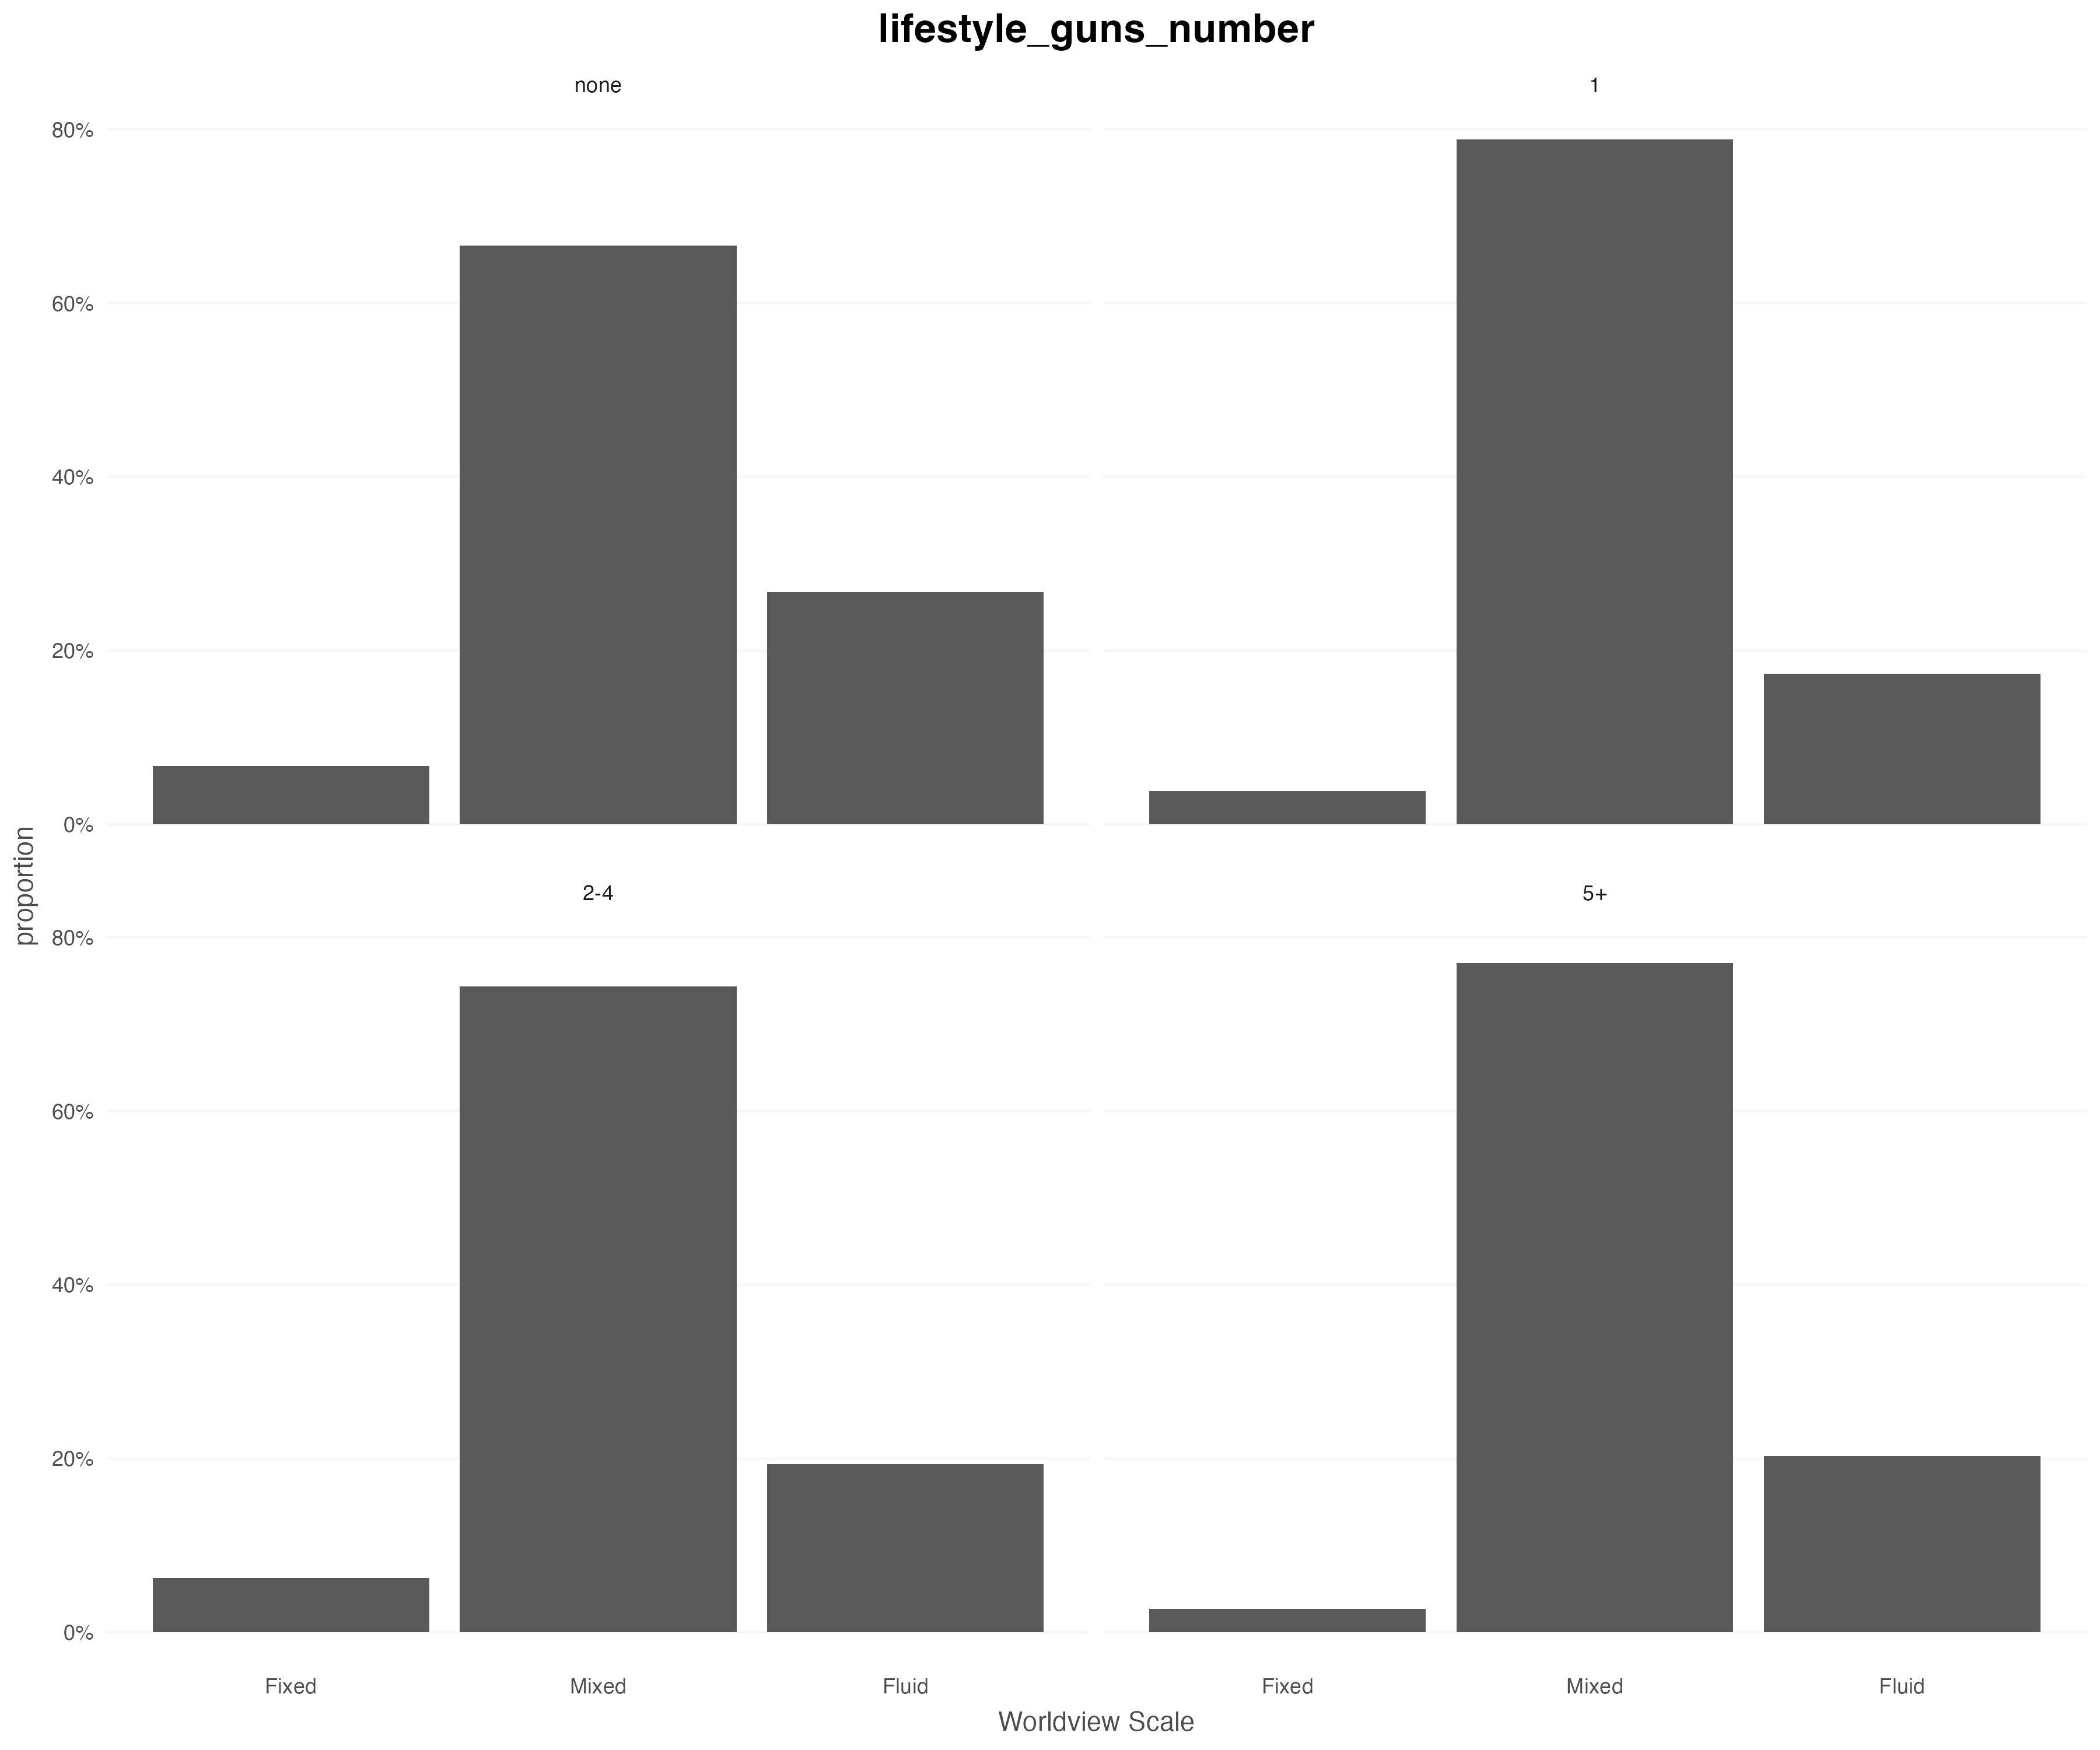 lifestyle_guns_number
none
1
80%
60%
40%
20%
0%
proportion
2-4
5+
80%
60%
40%
20%
0%
Fixed Mixed Fluid Fixed Mixed Fluid
Worldview Scale